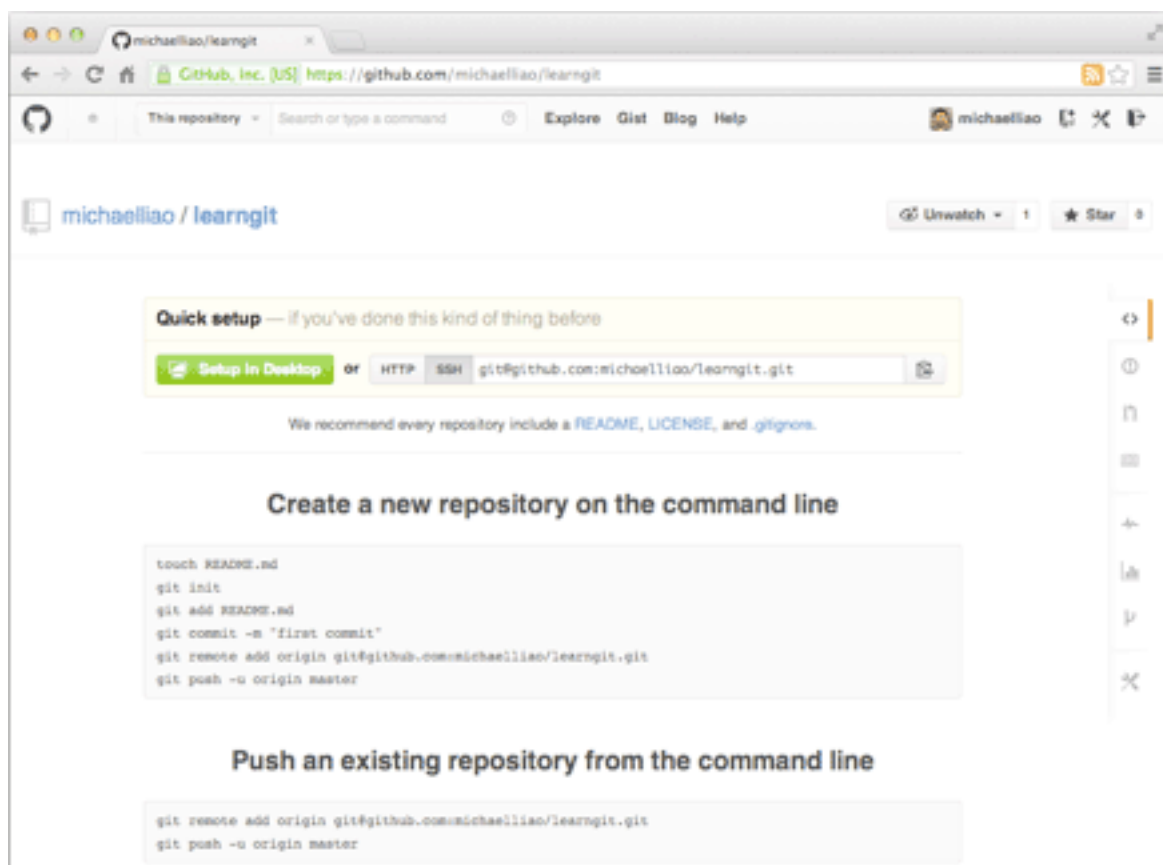 michaelliao/learngit
GitHub, Inc. [US] https://github.com/michaelliao/learngit
This repository Search or type a command Explore Gist Blog Help michaelliao
michaelliao / learngit Unwatch 1 Star 0
Quick setup — if you've done this kind of thing before
Setup in Desktop or HTTP SSH git@github.com:michaelliao/learngit.git
We recommend every repository include a README, LICENSE, and .gitignore.
Create a new repository on the command line
touch README.md
git init
git add README.md
git commit -m "first commit"
git remote add origin git@github.com:michaelliao/learngit.git
git push -u origin master
Push an existing repository from the command line
git remote add origin git@github.com:michaelliao/learngit.git
git push -u origin master